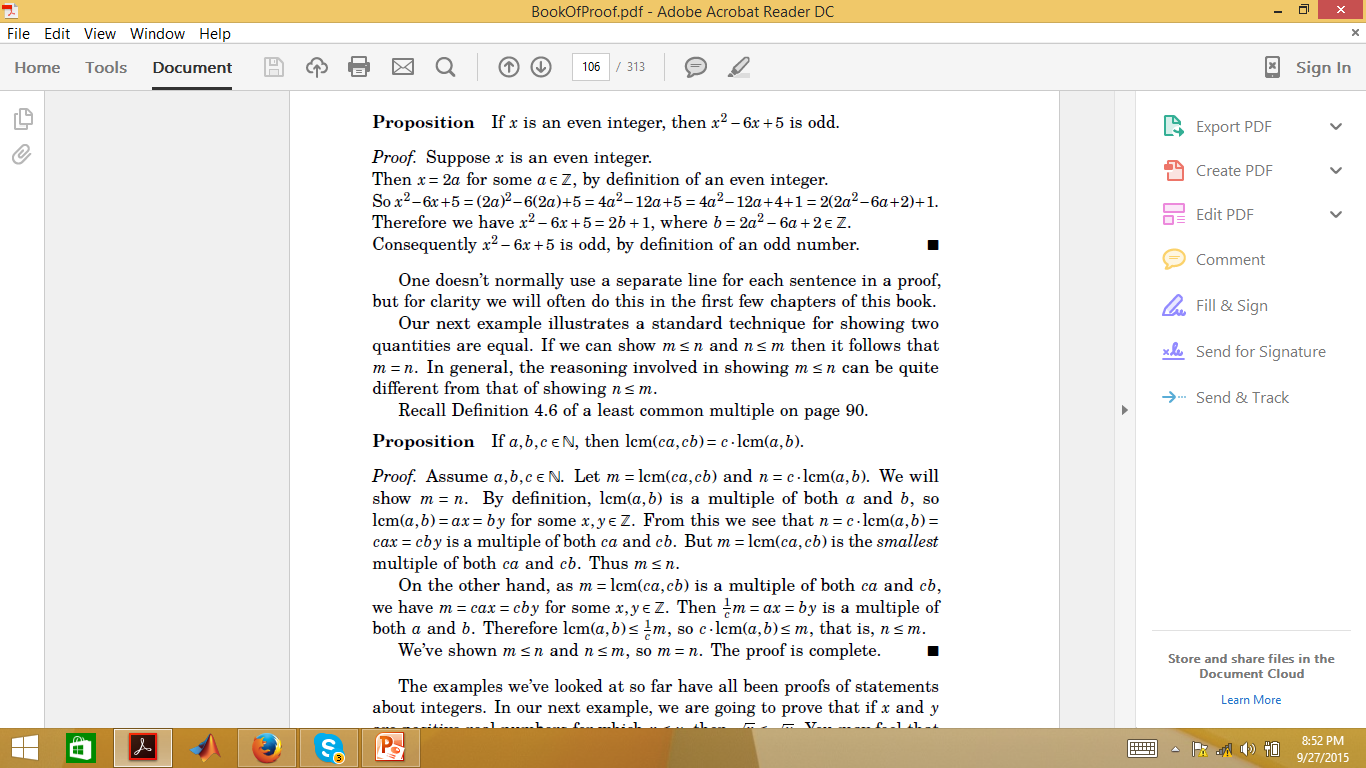 BookOfProof.pdf - Adobe Acrobat Reader DC
File Edit View Window Help
Home Tools Document 106 / 313 Sign In
Proposition If x is an even integer, then x² − 6x + 5 is odd.
Proof. Suppose x is an even integer.
Then x = 2a for some a ∈ ℤ, by definition of an even integer.
So x² − 6x + 5 = (2a)² − 6(2a) + 5 = 4a² − 12a + 5 = 4a² − 12a + 4 + 1 = 2(2a² − 6a + 2) + 1.
Therefore we have x² − 6x + 5 = 2b + 1, where b = 2a² − 6a + 2 ∈ ℤ.
Consequently x² − 6x + 5 is odd, by definition of an odd number. ■
One doesn't normally use a separate line for each sentence in a proof,
but for clarity we will often do this in the first few chapters of this book.
Our next example illustrates a standard technique for showing two
quantities are equal. If we can show m ≤ n and n ≤ m then it follows that
m = n. In general, the reasoning involved in showing m ≤ n can be quite
different from that of showing n ≤ m.
Recall Definition 4.6 of a least common multiple on page 90.
Proposition If a, b, c ∈ ℕ, then lcm(ca, cb) = c · lcm(a, b).
Proof. Assume a, b, c ∈ ℕ. Let m = lcm(ca, cb) and n = c · lcm(a, b). We will
show m = n. By definition, lcm(a, b) is a multiple of both a and b, so
lcm(a, b) = ax = by for some x, y ∈ ℤ. From this we see that n = c · lcm(a, b) =
cax = cby is a multiple of both ca and cb. But m = lcm(ca, cb) is the smallest
multiple of both ca and cb. Thus m ≤ n.
On the other hand, as m = lcm(ca, cb) is a multiple of both ca and cb,
we have m = cax = cby for some x, y ∈ ℤ. Then 1/c m = ax = by is a multiple of
both a and b. Therefore lcm(a, b) ≤ 1/c m, so c · lcm(a, b) ≤ m, that is, n ≤ m.
We've shown m ≤ n and n ≤ m, so m = n. The proof is complete. ■
The examples we've looked at so far have all been proofs of statements
about integers. In our next example, we are going to prove that if x and y
Export PDF
Create PDF
Edit PDF
Comment
Fill & Sign
Send for Signature
Send & Track
Store and share files in the
Document Cloud
Learn More
8:52 PM
9/27/2015